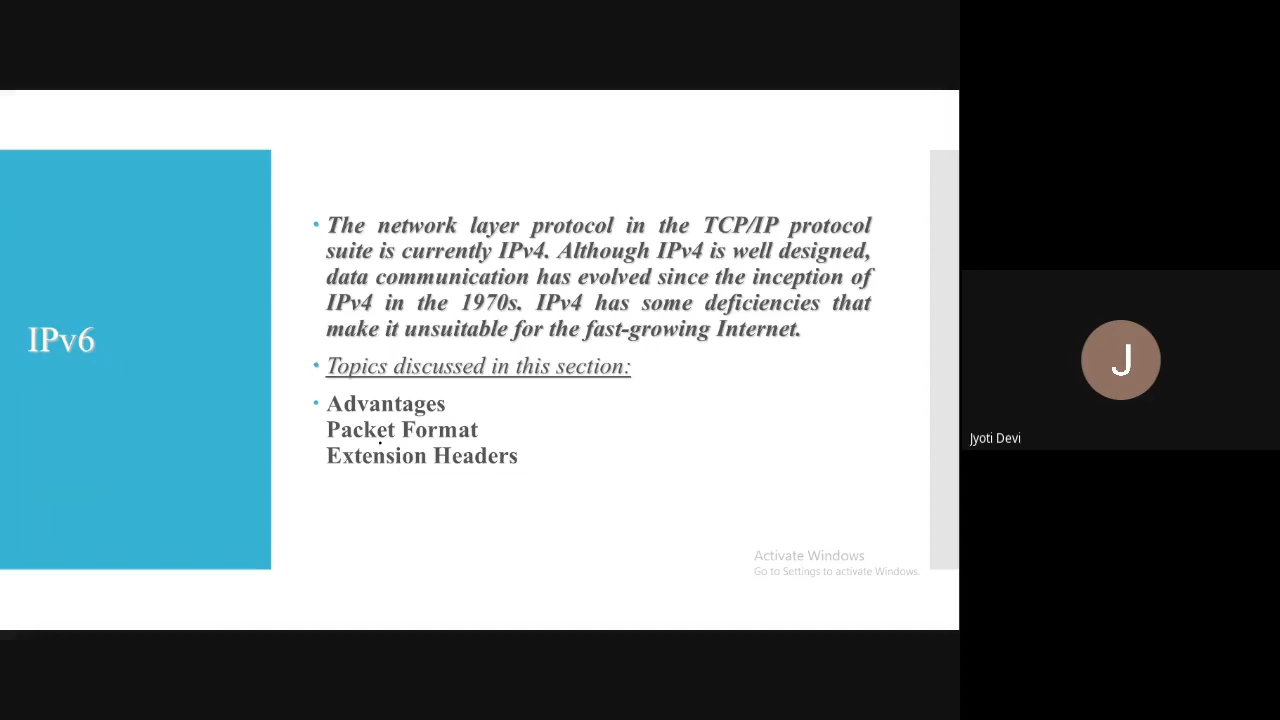 IPv6
The network layer protocol in the TCP/IP protocol
suite is currently IPv4. Although IPv4 is well designed,
data communication has evolved since the inception of
IPv4 in the 1970s. IPv4 has some deficiencies that
make it unsuitable for the fast-growing Internet.
Topics discussed in this section:
Advantages
Packet Format
Extension Headers
Activate Windows
Go to Settings to activate Windows.
J
Jyoti Devi